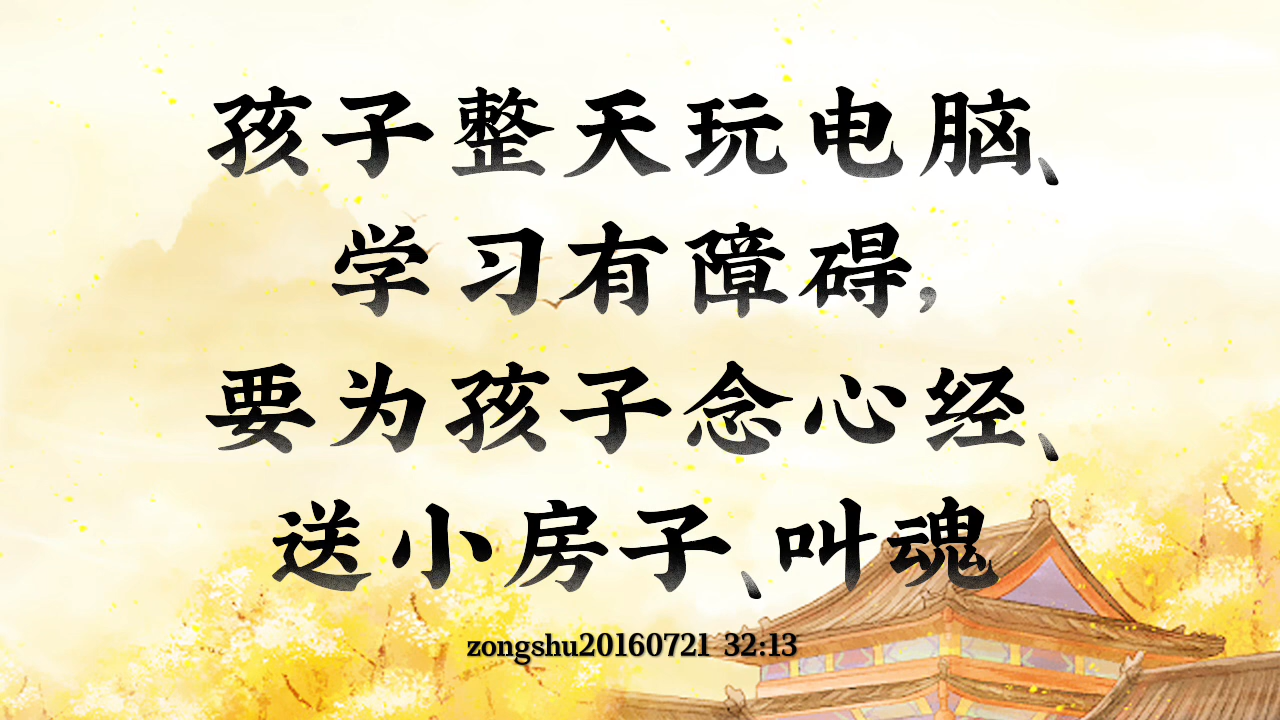 孩子整天玩电脑、
学习有障碍,
要为孩子念心经、
送小房子、叫魂
zongshu20160721 32:13